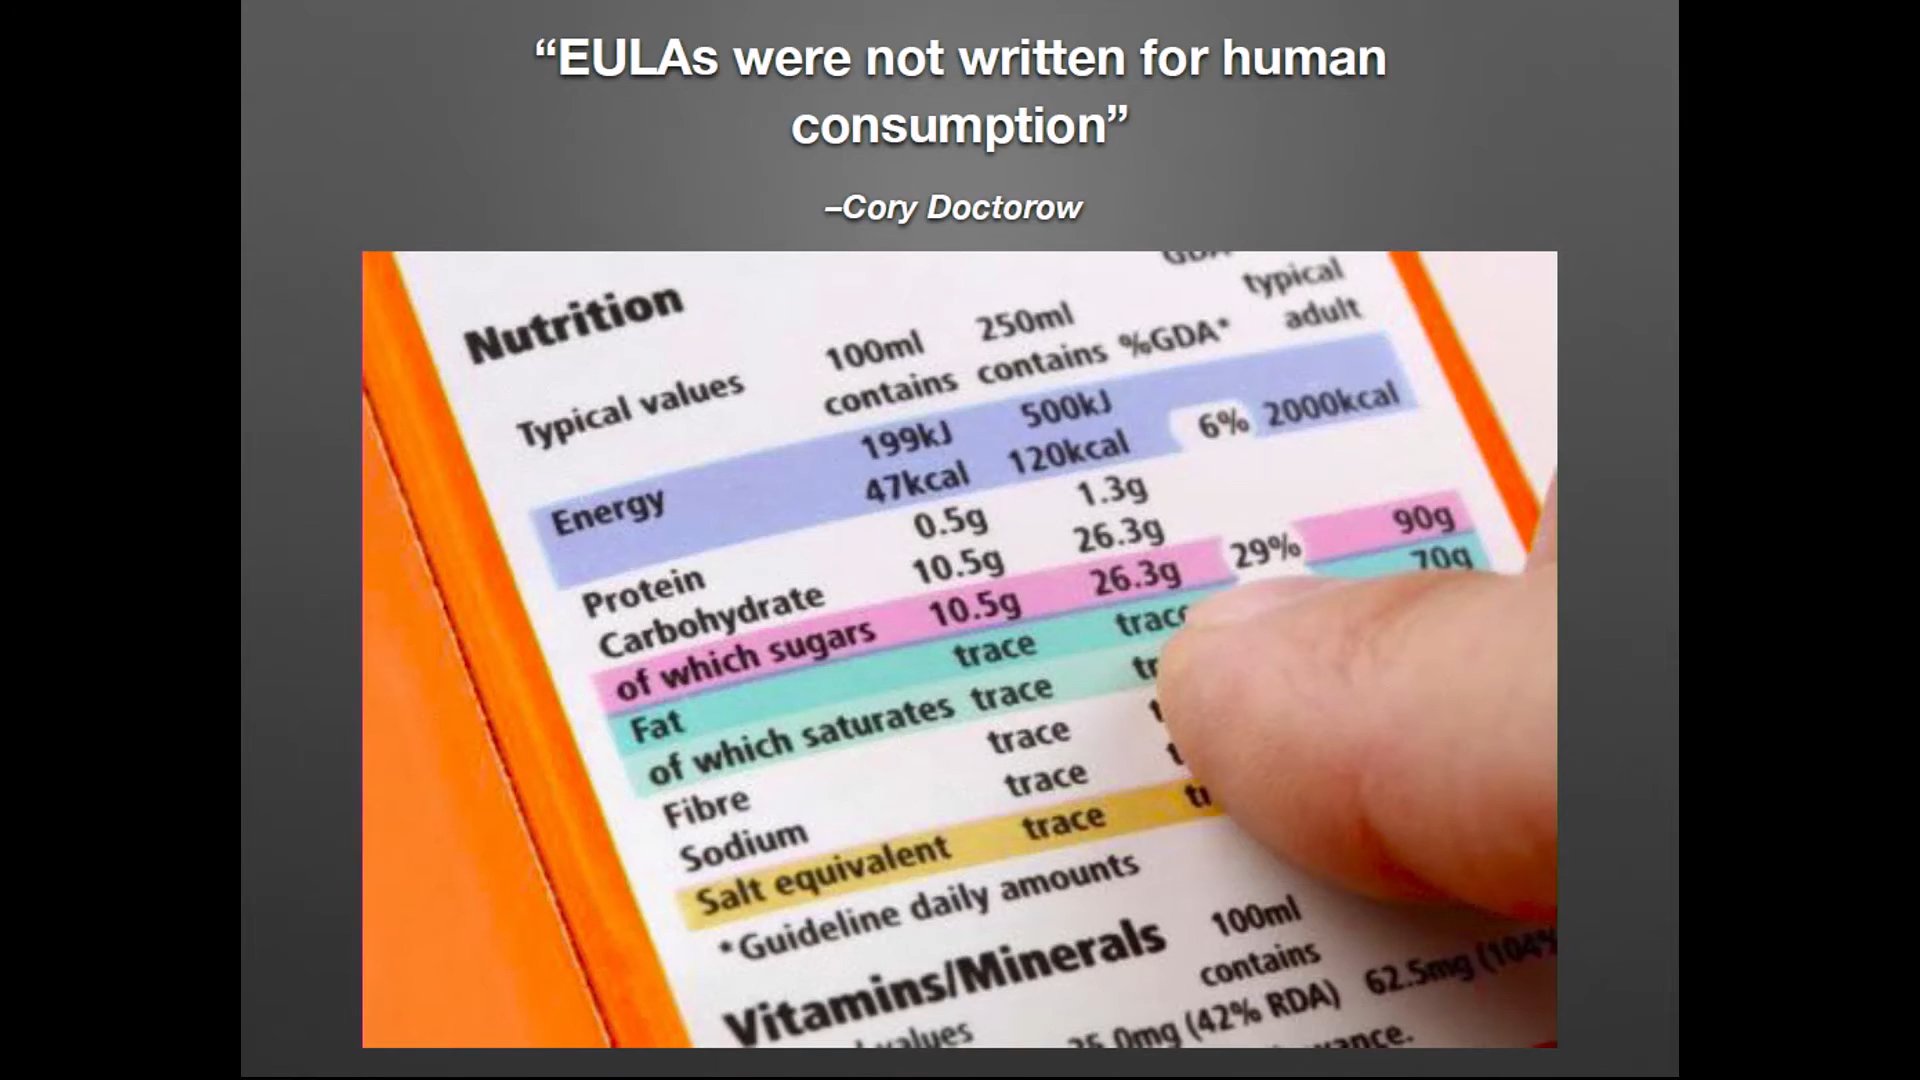 “EULAs were not written for human
consumption”
–Cory Doctorow
Nutrition
typical
adult
Typical values 100ml contains 250ml contains %GDA*
Energy 199kJ 500kJ
47kcal 120kcal 6% 2000kcal
Protein 0.5g 1.3g
Carbohydrate 10.5g 26.3g
of which sugars 10.5g 26.3g 29% 90g
Fat trace trace 70g
of which saturates trace
Fibre trace
Sodium trace
Salt equivalent trace
*Guideline daily amounts
Vitamins/Minerals 100ml
contains
(42% RDA) 62.5mg (104%